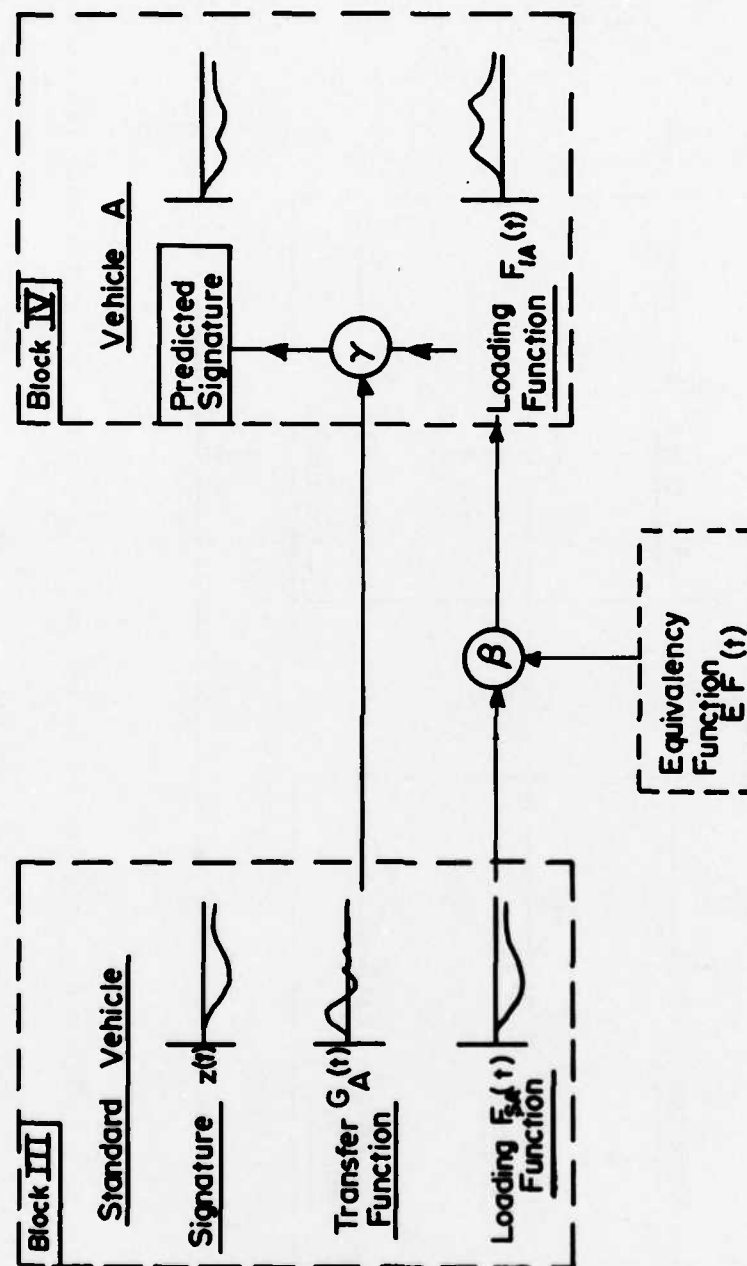 Block III
Standard Vehicle
Signature z(t)
Transfer G_A(t)
Function
Loading F_SA(t)
Function
Equivalency
Function
E F (t)
β
Block IV
Vehicle A
Predicted
Signature
γ
Loading F_IA(t)
Function